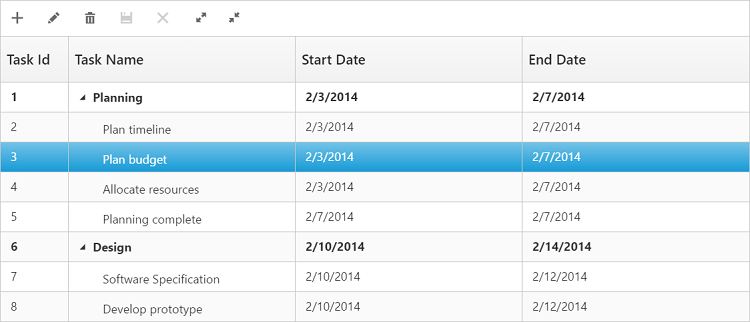 Task Id Task Name Start Date End Date
1 Planning 2/3/2014 2/7/2014
2 Plan timeline 2/3/2014 2/7/2014
3 Plan budget 2/3/2014 2/7/2014
4 Allocate resources 2/3/2014 2/7/2014
5 Planning complete 2/7/2014 2/7/2014
6 Design 2/10/2014 2/14/2014
7 Software Specification 2/10/2014 2/12/2014
8 Develop prototype 2/10/2014 2/12/2014